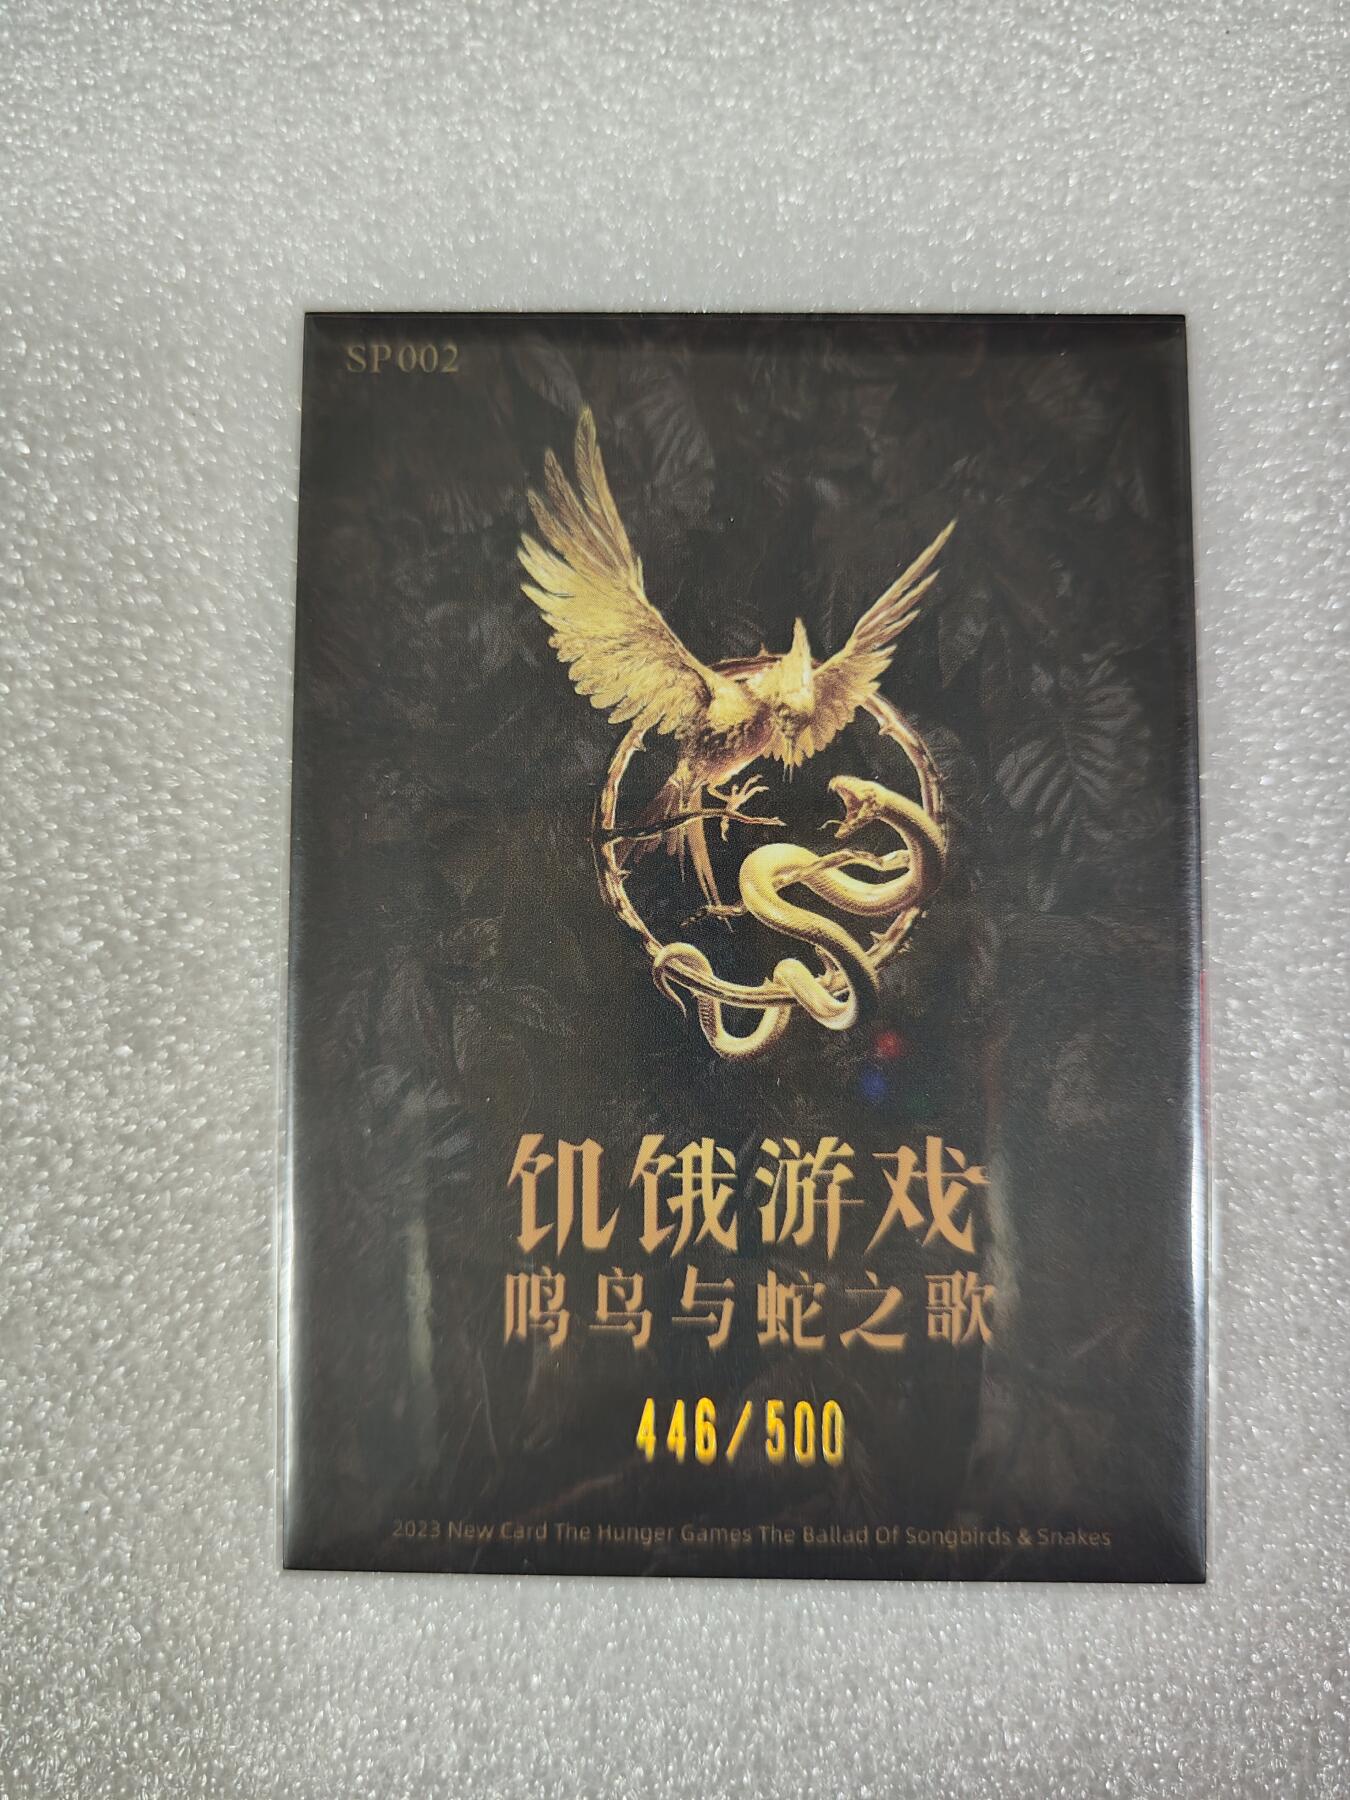 SP002
饥饿游戏
鸣鸟与蛇之歌
446/500
2023 New Card The Hunger Games The Ballad Of Songbirds & Snakes